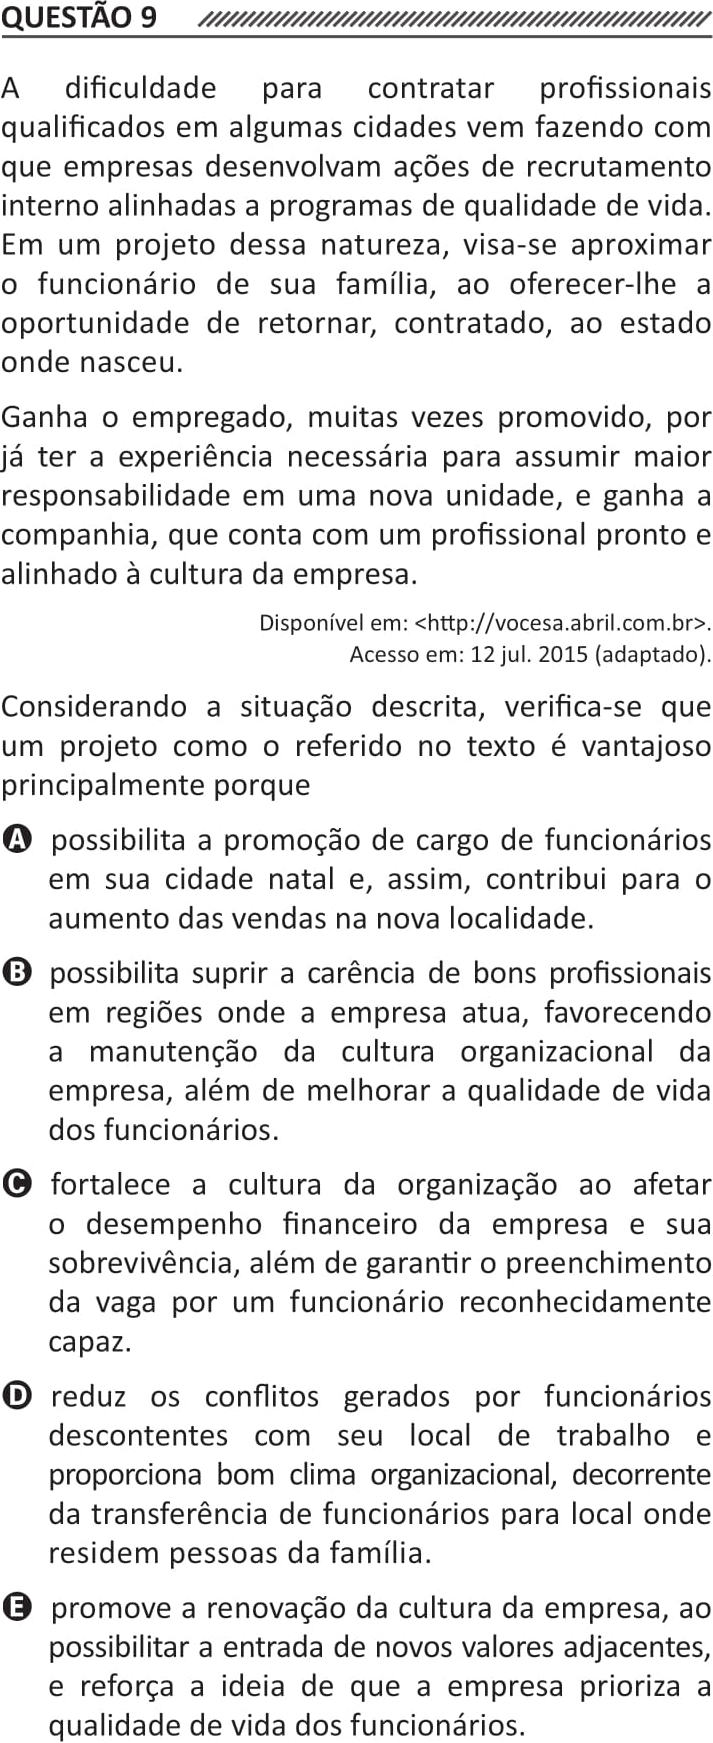 QUESTÃO 9
A dificuldade para contratar profissionais
qualificados em algumas cidades vem fazendo com
que empresas desenvolvam ações de recrutamento
interno alinhadas a programas de qualidade de vida.
Em um projeto dessa natureza, visa-se aproximar
o funcionário de sua família, ao oferecer-lhe a
oportunidade de retornar, contratado, ao estado
onde nasceu.
Ganha o empregado, muitas vezes promovido, por
já ter a experiência necessária para assumir maior
responsabilidade em uma nova unidade, e ganha a
companhia, que conta com um profissional pronto e
alinhado à cultura da empresa.
Disponível em: <http://vocesa.abril.com.br>.
Acesso em: 12 jul. 2015 (adaptado).
Considerando a situação descrita, verifica-se que
um projeto como o referido no texto é vantajoso
principalmente porque
A possibilita a promoção de cargo de funcionários
em sua cidade natal e, assim, contribui para o
aumento das vendas na nova localidade.
B possibilita suprir a carência de bons profissionais
em regiões onde a empresa atua, favorecendo
a manutenção da cultura organizacional da
empresa, além de melhorar a qualidade de vida
dos funcionários.
C fortalece a cultura da organização ao afetar
o desempenho financeiro da empresa e sua
sobrevivência, além de garantir o preenchimento
da vaga por um funcionário reconhecidamente
capaz.
D reduz os conflitos gerados por funcionários
descontentes com seu local de trabalho e
proporciona bom clima organizacional, decorrente
da transferência de funcionários para local onde
residem pessoas da família.
E promove a renovação da cultura da empresa, ao
possibilitar a entrada de novos valores adjacentes,
e reforça a ideia de que a empresa prioriza a
qualidade de vida dos funcionários.